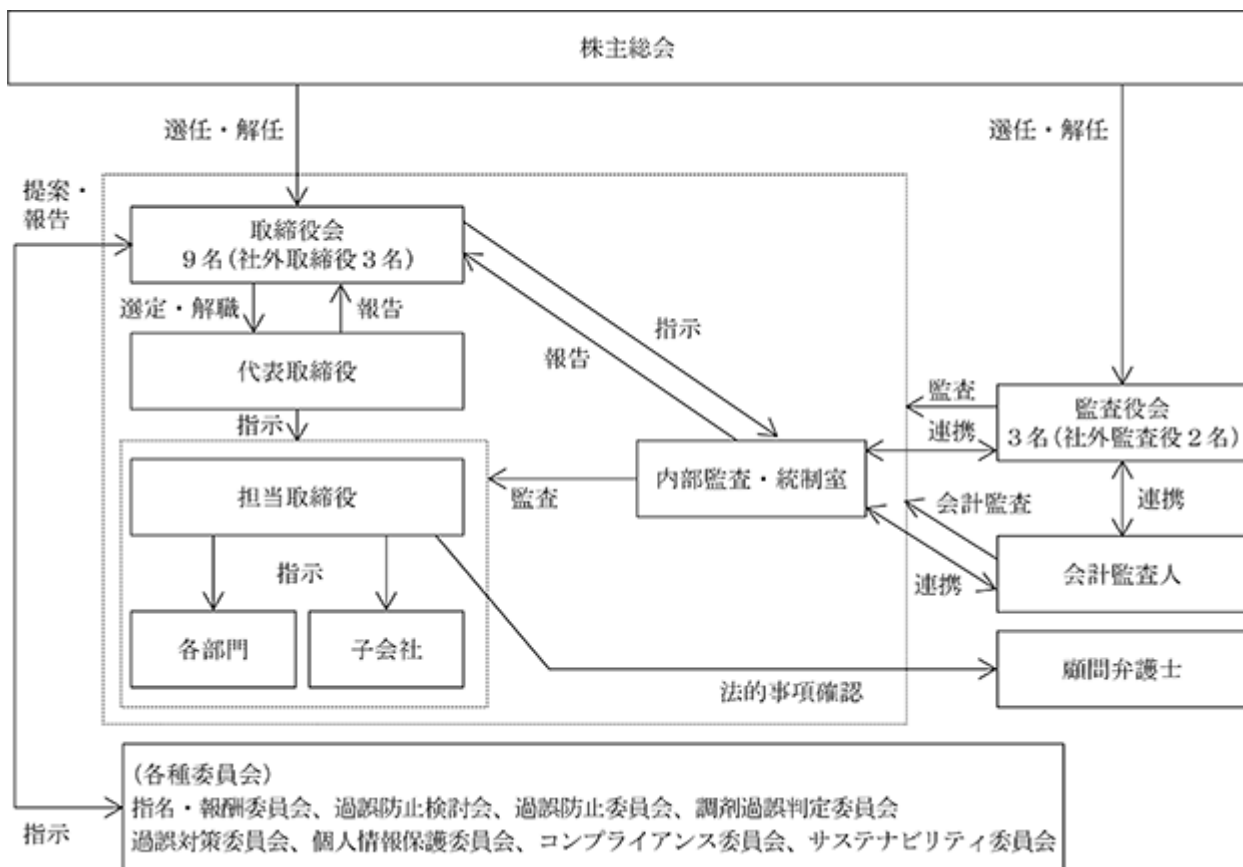 株主総会
選任・解任
選任・解任
提案・
報告
取締役会
9名(社外取締役3名)
選定・解職
報告
指示
報告
代表取締役
指示
監査
監査役会
3名(社外監査役2名)
連携
担当取締役
監査
内部監査・統制室
会計監査
連携
指示
連携
会計監査人
各部門
子会社
法的事項確認
顧問弁護士
(各種委員会)
指名・報酬委員会、過誤防止検討会、過誤防止委員会、調剤過誤判定委員会
過誤対策委員会、個人情報保護委員会、コンプライアンス委員会、サステナビリティ委員会
指示